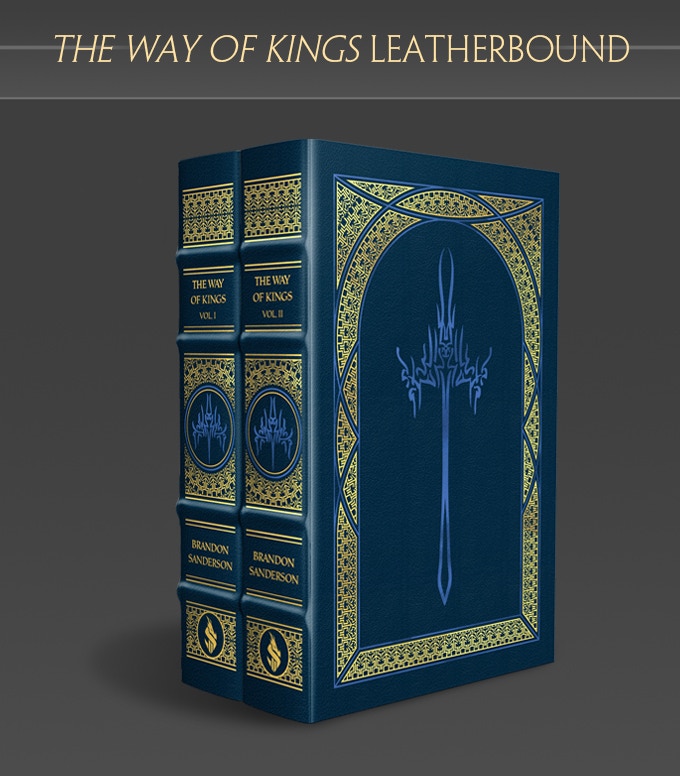 THE WAY OF KINGS LEATHERBOUND
THE WAY
OF KINGS
VOL. I
BRANDON
SANDERSON
THE WAY
OF KINGS
VOL. II
BRANDON
SANDERSON